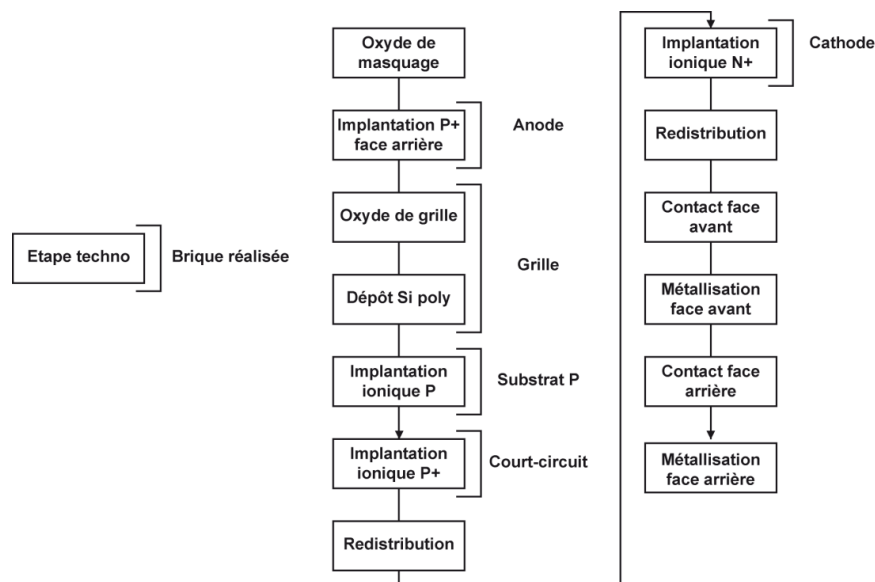 Etape techno
Brique réalisée
Oxyde de
masquage
Implantation P+
face arrière
Anode
Oxyde de grille
Grille
Dépôt Si poly
Implantation
ionique P
Substrat P
Implantation
ionique P+
Court-circuit
Redistribution
Implantation
ionique N+
Cathode
Redistribution
Contact face
avant
Métallisation
face avant
Contact face
arrière
Métallisation
face arrière